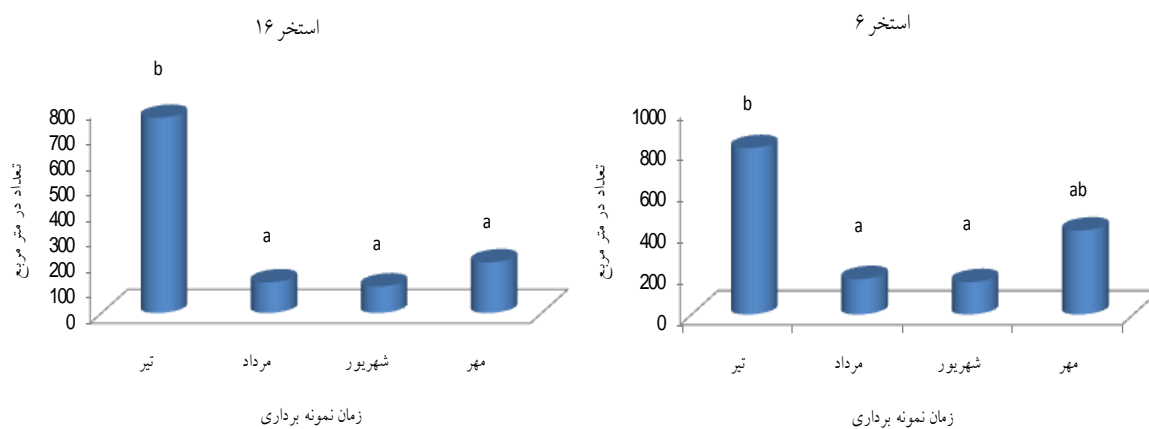 استخر ۱۶
b
a
a
a
800
700
600
500
400
300
200
100
0
تعداد در متر مربع
تیر
مرداد
شهریور
مهر
زمان نمونه برداری
استخر ۶
b
a
a
ab
1000
800
600
400
200
0
تعداد در متر مربع
تیر
مرداد
شهریور
مهر
زمان نمونه برداری